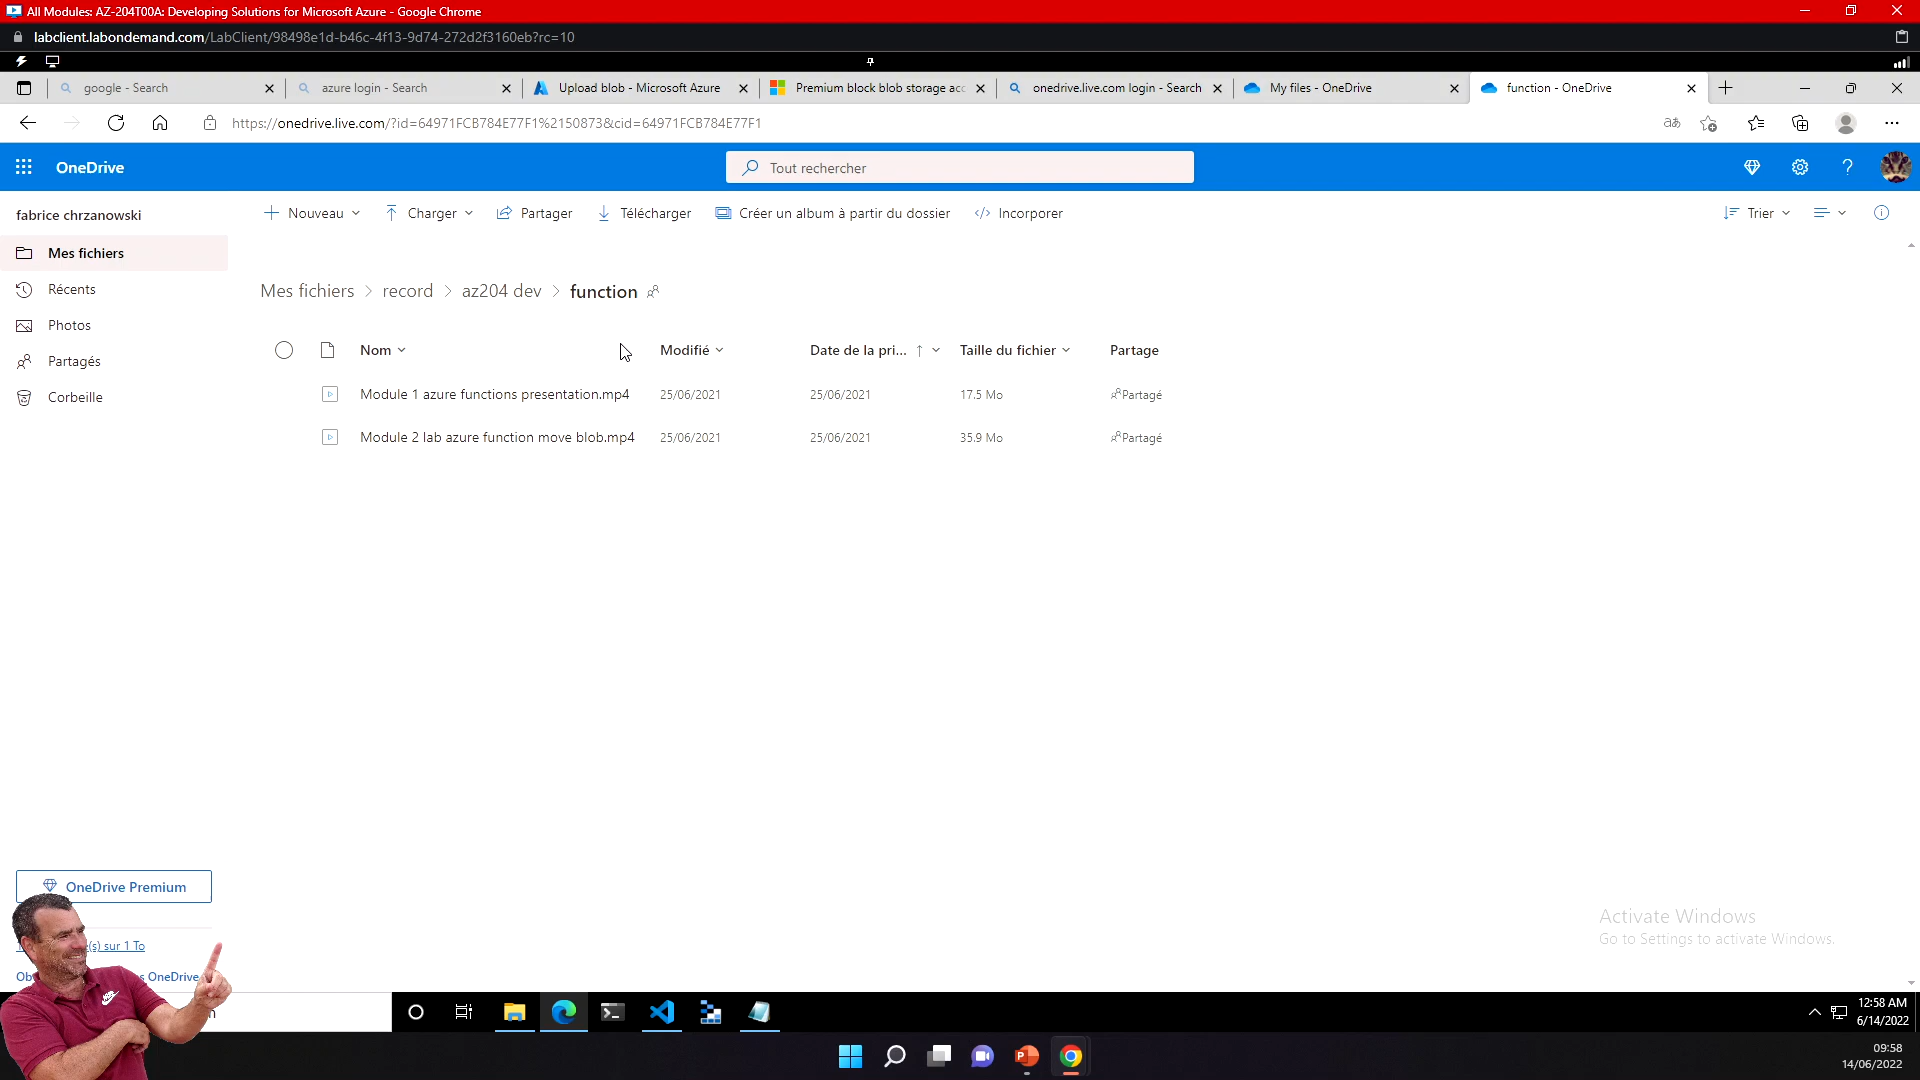 All Modules: AZ-204T00A: Developing Solutions for Microsoft Azure - Google Chrome
labclient.labondemand.com/LabClient/98498e1d-b46c-4f13-9d74-272d2f3160eb?rc=10
google - Search
azure login - Search
Upload blob - Microsoft Azure
Premium block blob storage acc
onedrive.live.com login - Search
My files - OneDrive
function - OneDrive
https://onedrive.live.com/?id=64971FCB784E77F1%2150873&cid=64971FCB784E77F1
OneDrive
Tout rechercher
fabrice chrzanowski
Nouveau
Charger
Partager
Télécharger
Créer un album à partir du dossier
Incorporer
Trier
Mes fichiers
Récents
Photos
Partagés
Corbeille
Mes fichiers > record > az204 dev > function
Nom Modifié Date de la pri... Taille du fichier Partage
Module 1 azure functions presentation.mp4 25/06/2021 25/06/2021 17.5 Mo Partagé
Module 2 lab azure function move blob.mp4 25/06/2021 25/06/2021 35.9 Mo Partagé
OneDrive Premium
(s) sur 1 To
OneDrive
Activate Windows
Go to Settings to activate Windows.
12:58 AM
6/14/2022
09:58
14/06/2022